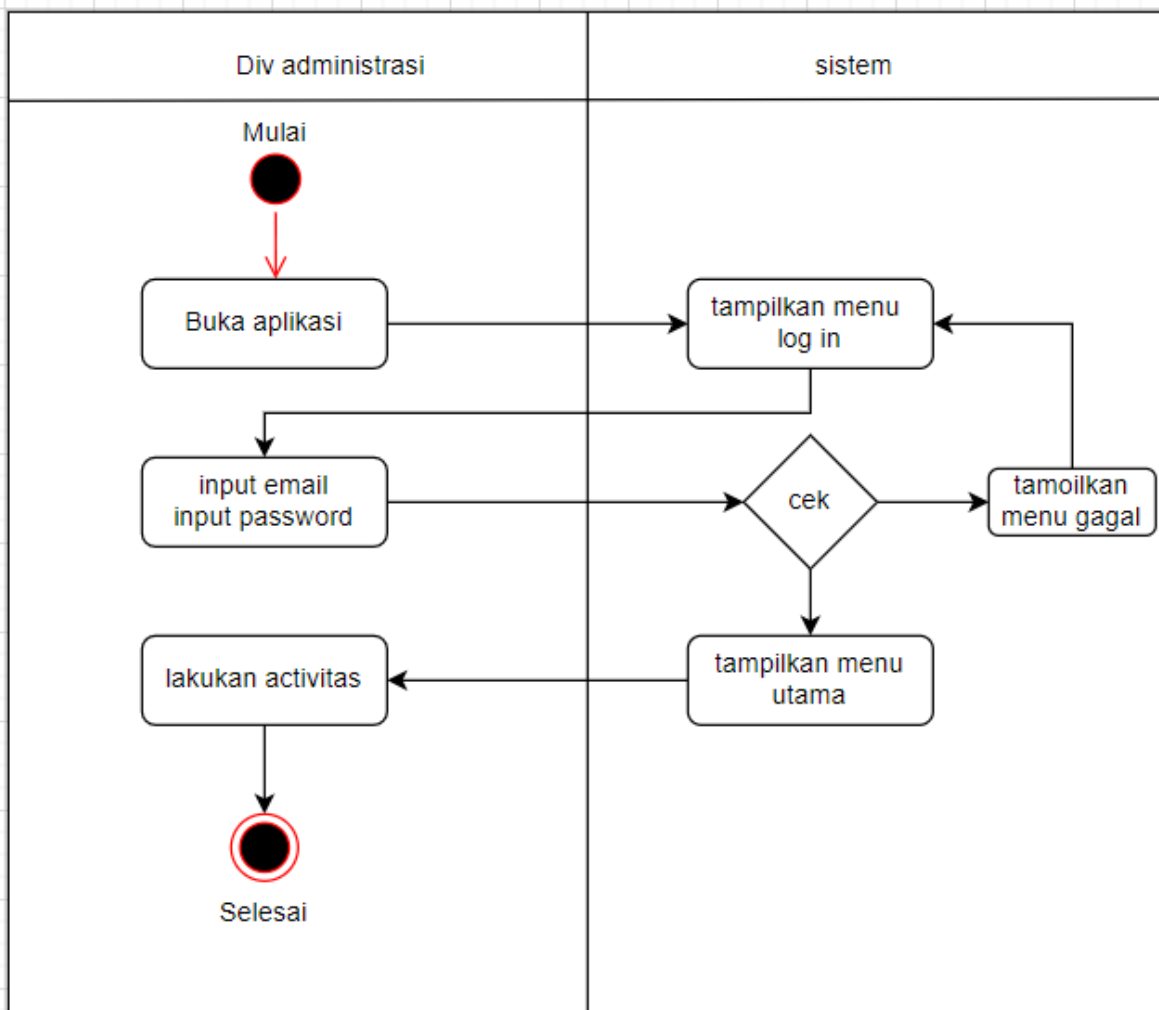 Div administrasi
sistem
Mulai
Buka aplikasi
tampilkan menu
log in
input email
input password
cek
tamoilkan
menu gagal
lakukan activitas
tampilkan menu
utama
Selesai